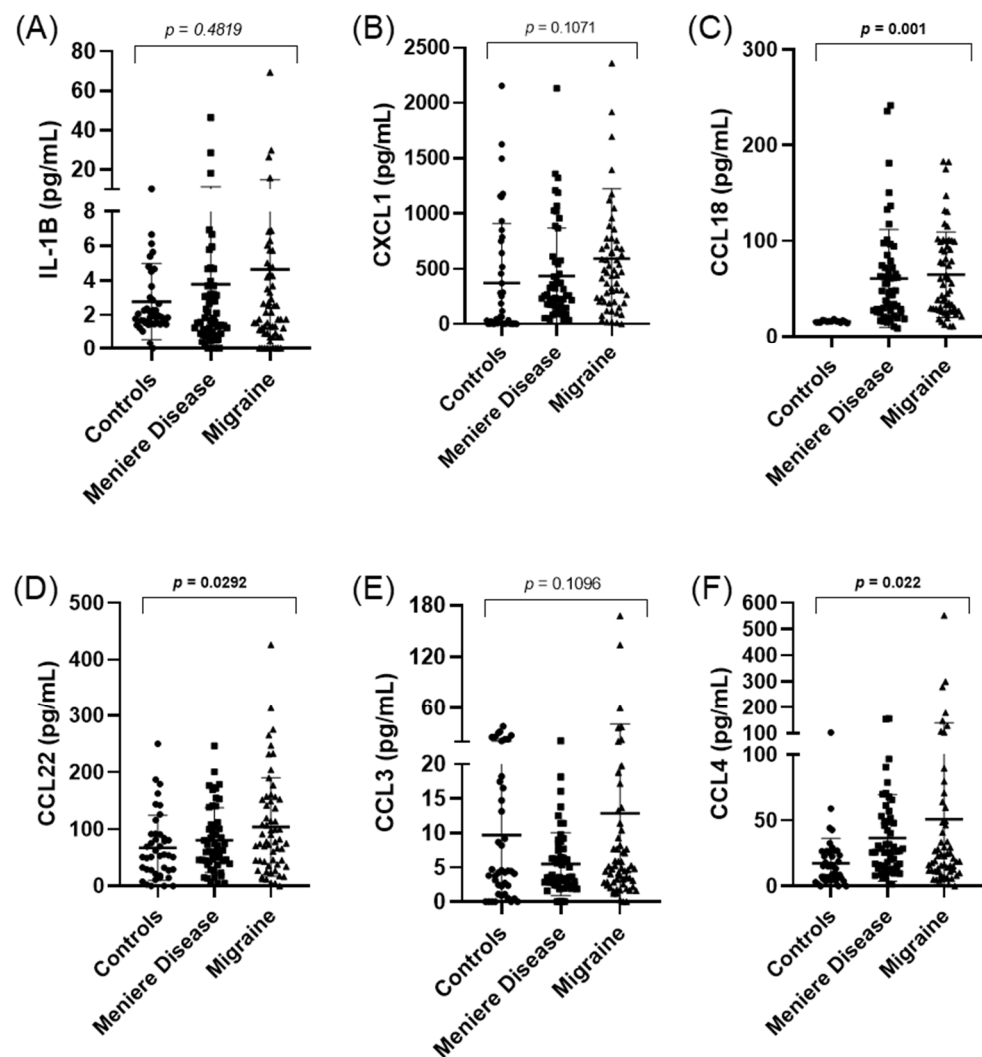 (A)
p = 0.4819
IL-1B (pg/mL)
80
60
40
20
8
6
4
2
0
Controls
Meniere Disease
Migraine
(B)
p = 0.1071
CXCL1 (pg/mL)
2500
2000
1500
1000
500
0
Controls
Meniere Disease
Migraine
(C)
p = 0.001
CCL18 (pg/mL)
300
200
100
0
Controls
Meniere Disease
Migraine
(D)
p = 0.0292
CCL22 (pg/mL)
500
400
300
200
100
0
Controls
Meniere Disease
Migraine
(E)
p = 0.1096
CCL3 (pg/mL)
180
120
60
20
15
10
5
0
Controls
Meniere Disease
Migraine
(F)
p = 0.022
CCL4 (pg/mL)
600
500
400
300
200
100
100
50
0
Controls
Meniere Disease
Migraine